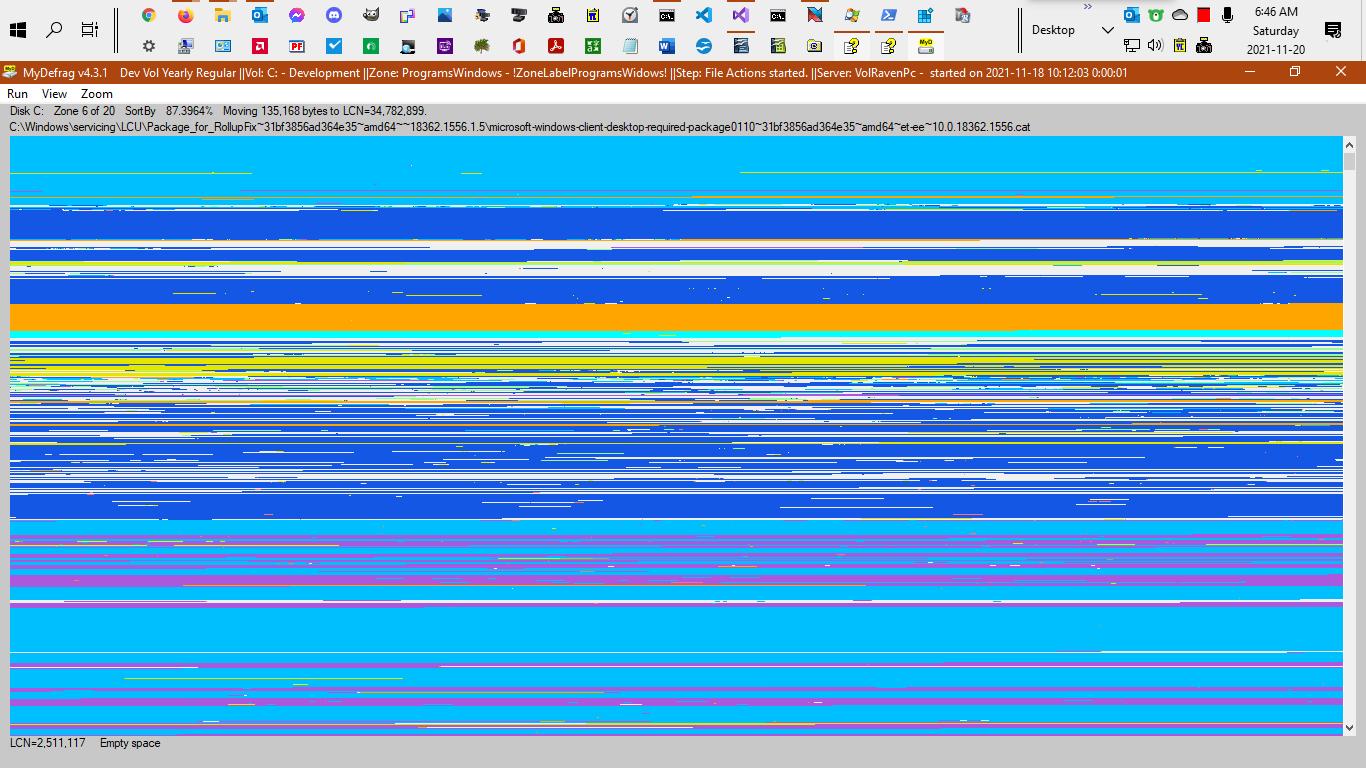 6:46 AM
Desktop
Saturday
2021-11-20
MyDefrag v4.3.1 Dev Vol Yearly Regular ||Vol: C: - Development ||Zone: ProgramsWindows - !ZoneLabelProgramsWidows! ||Step: File Actions started. ||Server: VolRavenPc - started on 2021-11-18 10:12:03 0:00:01
Run View Zoom
Disk C: Zone 6 of 20 SortBy 87.3964% Moving 135,168 bytes to LCN=34,782,899.
C:\Windows\servicing\LCU\Package_for_RollupFix~31bf3856ad364e35~amd64~~18362.1556.1.5\microsoft-windows-client-desktop-required-package0110~31bf3856ad364e35~amd64~et-ee~10.0.18362.1556.cat
LCN=2,511,117 Empty space